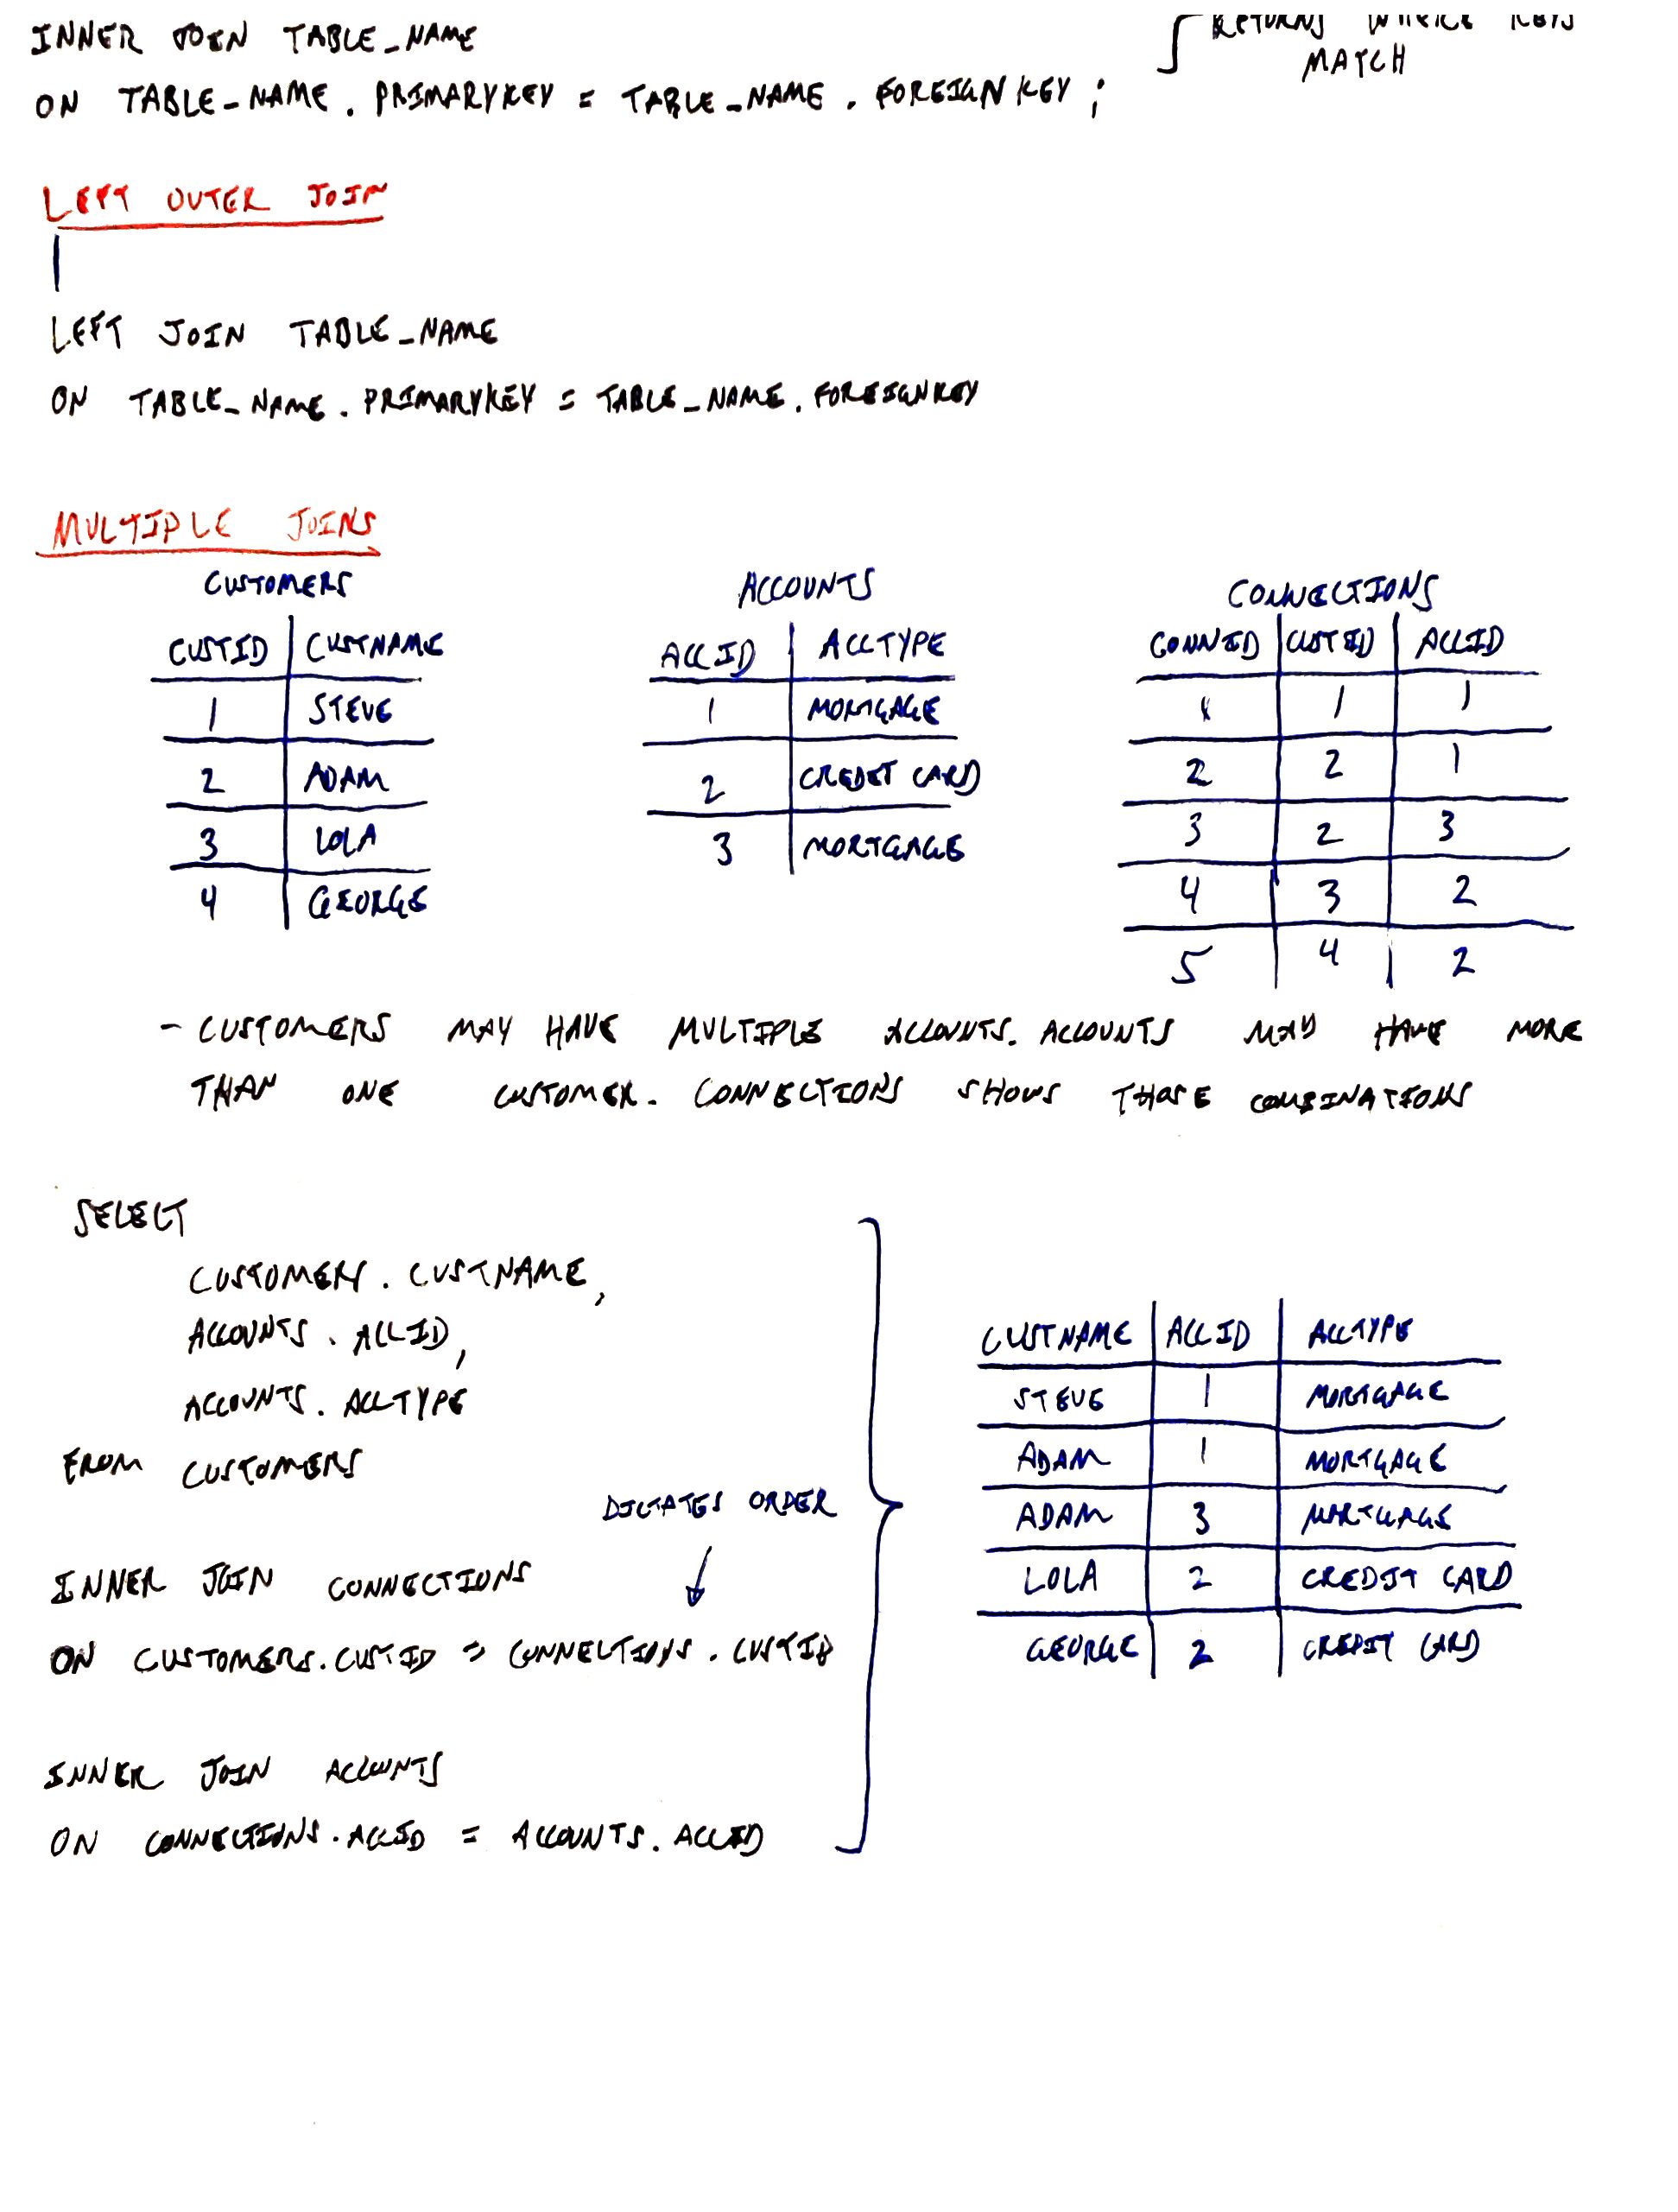 INNER JOIN TABLE_NAME
RETURNS WHERE KEYS
MATCH
ON TABLE_NAME . PRIMARYKEY = TABLE_NAME . FOREIGNKEY ;
LEFT OUTER JOIN
LEFT JOIN TABLE_NAME
ON TABLE_NAME . PRIMARYKEY = TABLE_NAME . FOREIGNKEY
MULTIPLE JOINS
CUSTOMERS
CUSTID CUSTNAME
1 STEVE
2 ADAM
3 LOLA
4 GEORGE
ACCOUNTS
ACCID ACCTYPE
1 MORTGAGE
2 CREDIT CARD
3 MORTGAGE
CONNECTIONS
CONNID CUSTID ACCID
1 1 1
2 2 1
3 2 3
4 3 2
5 4 2
- CUSTOMERS MAY HAVE MULTIPLE ACCOUNTS. ACCOUNTS MAY HAVE MORE
THAN ONE CUSTOMER. CONNECTIONS SHOWS THOSE COMBINATIONS
SELECT
CUSTOMERS . CUSTNAME,
ACCOUNTS . ACCID,
ACCOUNTS . ACCTYPE
FROM CUSTOMERS
DICTATES ORDER
INNER JOIN CONNECTIONS
ON CUSTOMERS.CUSTID = CONNECTIONS . CUSTID
INNER JOIN ACCOUNTS
ON CONNECTIONS . ACCID = ACCOUNTS . ACCID
CUSTNAME ACCID ACCTYPE
STEVE 1 MORTGAGE
ADAM 1 MORTGAGE
ADAM 3 MORTGAGE
LOLA 2 CREDIT CARD
GEORGE 2 CREDIT CARD